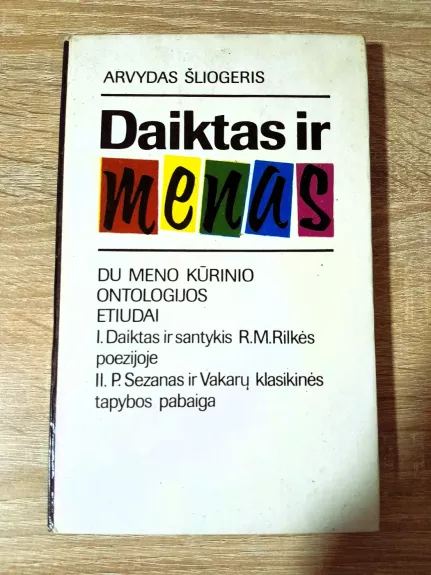 ARVYDAS ŠLIOGERIS
Daiktas ir
menas
DU MENO KŪRINIO
ONTOLOGIJOS
ETIUDAI
I. Daiktas ir santykis R.M.Rilkės
poezijoje
II. P. Sezanas ir Vakarų klasikinės
tapybos pabaiga